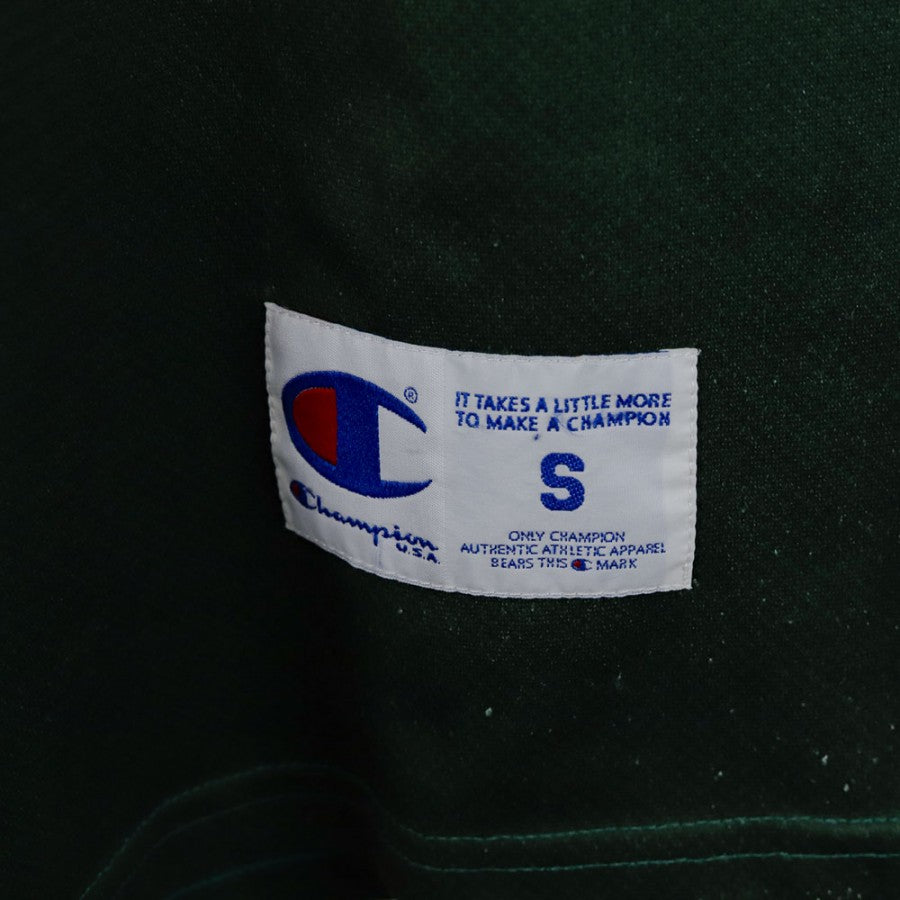 Champion
U.S.A.
IT TAKES A LITTLE MORE
TO MAKE A CHAMPION
S
ONLY CHAMPION
AUTHENTIC ATHLETIC APPAREL
BEARS THIS C MARK